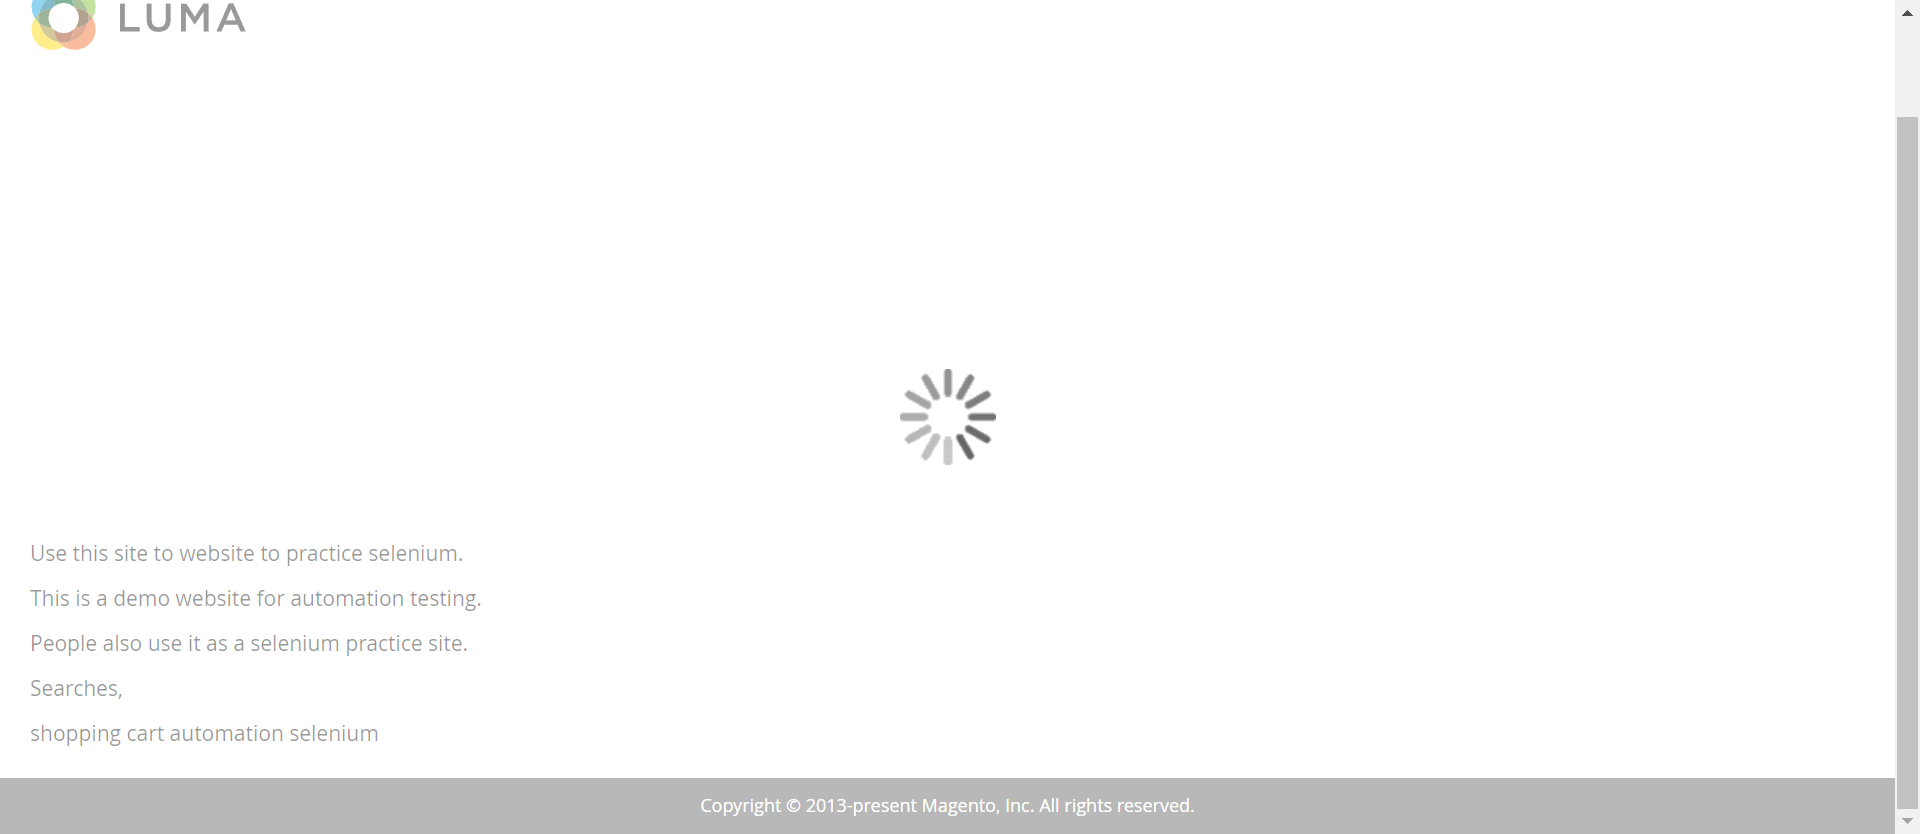 LUMA
Use this site to website to practice selenium.
This is a demo website for automation testing.
People also use it as a selenium practice site.
Searches,
shopping cart automation selenium
Copyright © 2013-present Magento, Inc. All rights reserved.